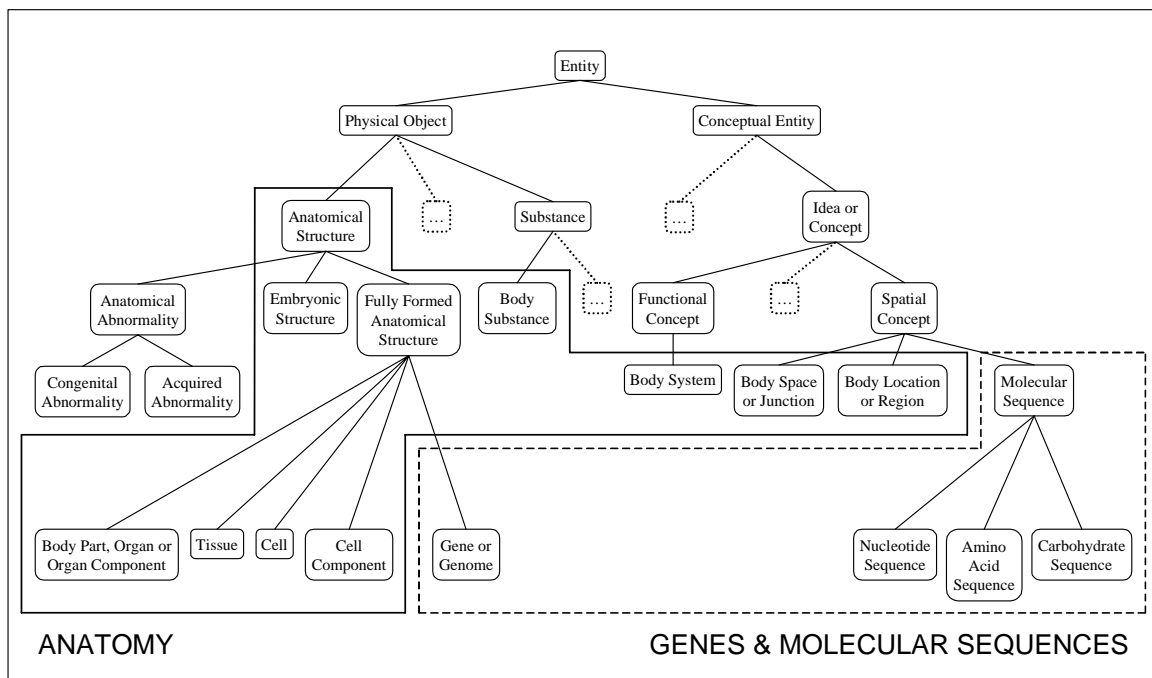 Entity
Physical Object
Conceptual Entity
Anatomical
Structure
...
Substance
...
Idea or
Concept
Anatomical
Abnormality
Embryonic
Structure
Fully Formed
Anatomical
Structure
Body
Substance
...
Functional
Concept
...
Spatial
Concept
Congenital
Abnormality
Acquired
Abnormality
Body System
Body Space
or Junction
Body Location
or Region
Molecular
Sequence
Body Part, Organ or
Organ Component
Tissue
Cell
Cell
Component
Gene or
Genome
Nucleotide
Sequence
Amino
Acid
Sequence
Carbohydrate
Sequence
ANATOMY
GENES & MOLECULAR SEQUENCES